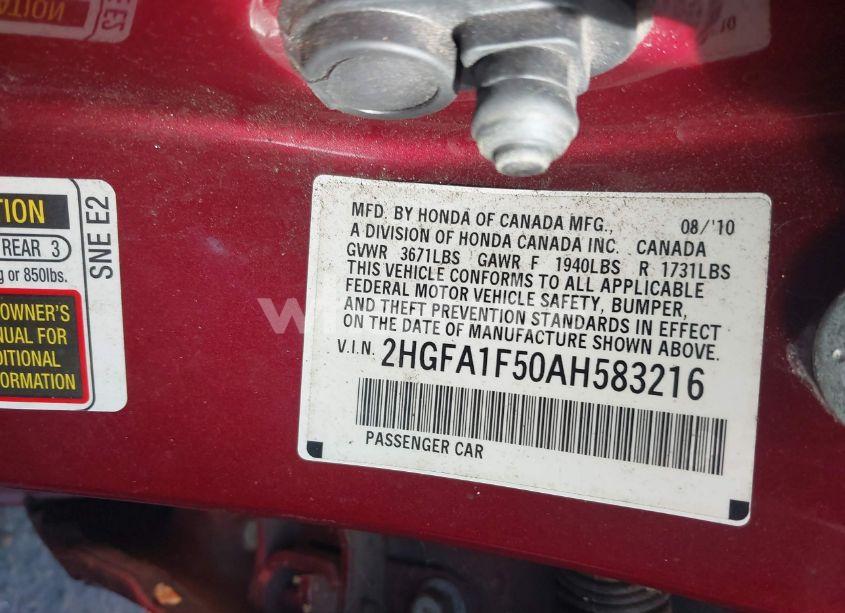 TION
REAR 3
g or 850lbs.
OWNER'S
NUAL FOR
DITIONAL
FORMATION
SNE E2
MFD. BY HONDA OF CANADA MFG., 08/'10
A DIVISION OF HONDA CANADA INC. CANADA
GVWR 3671LBS GAWR F 1940LBS R 1731LBS
THIS VEHICLE CONFORMS TO ALL APPLICABLE
FEDERAL MOTOR VEHICLE SAFETY, BUMPER,
AND THEFT PREVENTION STANDARDS IN EFFECT
ON THE DATE OF MANUFACTURE SHOWN ABOVE.
V.I.N. 2HGFA1F50AH583216
PASSENGER CAR